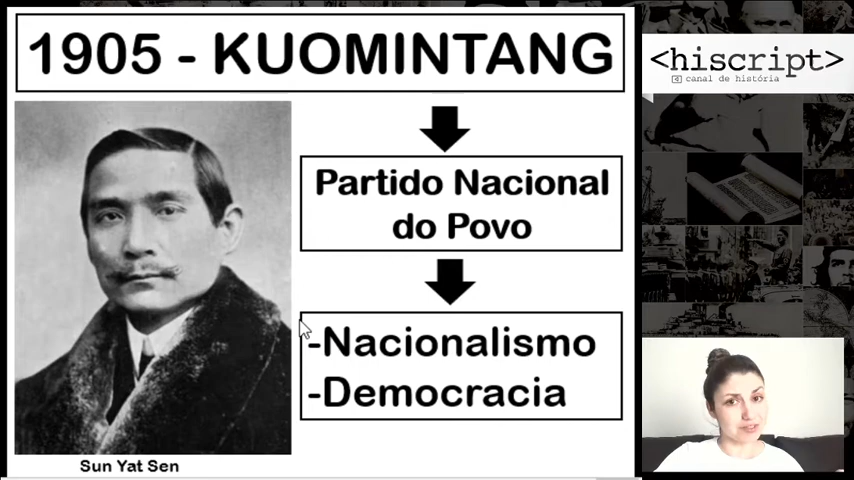 1905 - KUOMINTANG
Partido Nacional
do Povo
-Nacionalismo
-Democracia
Sun Yat Sen
<hiscript>
canal de história